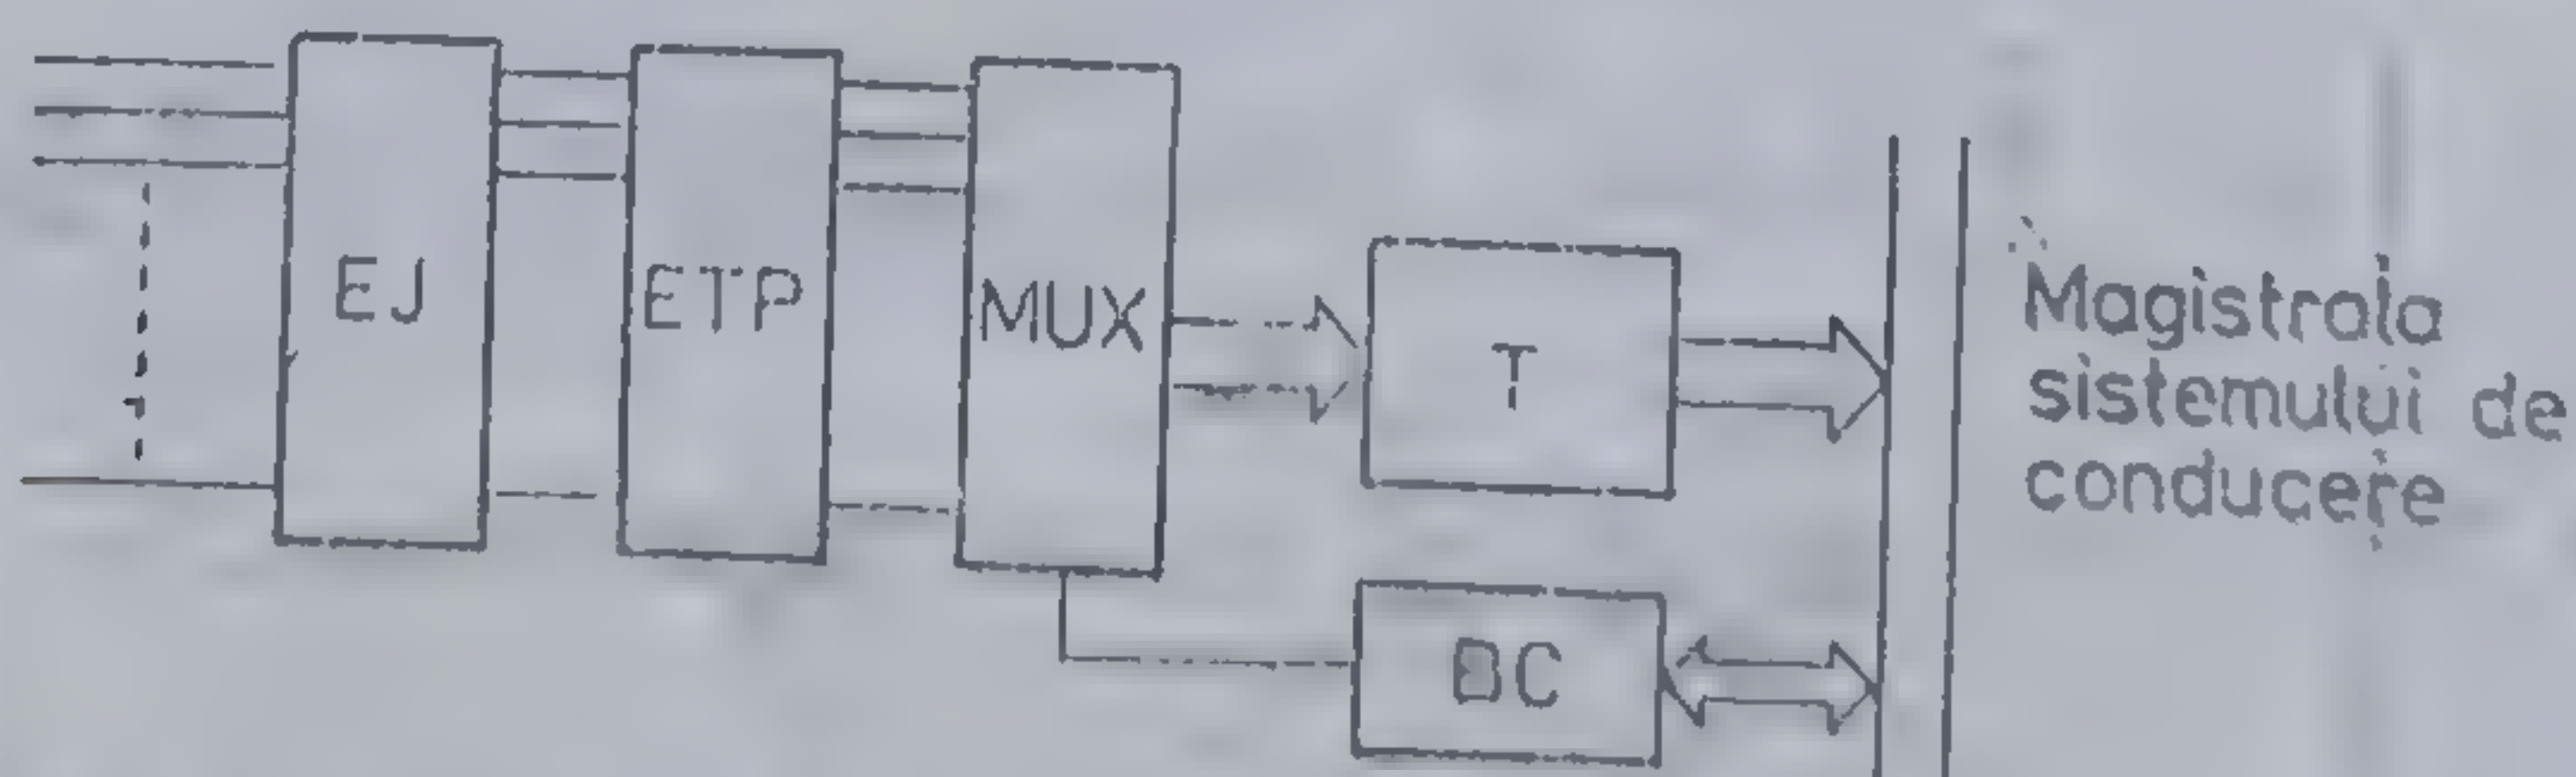 EJ
ETP
MUX
T
BC
Magistrala
sistemului de
conducere